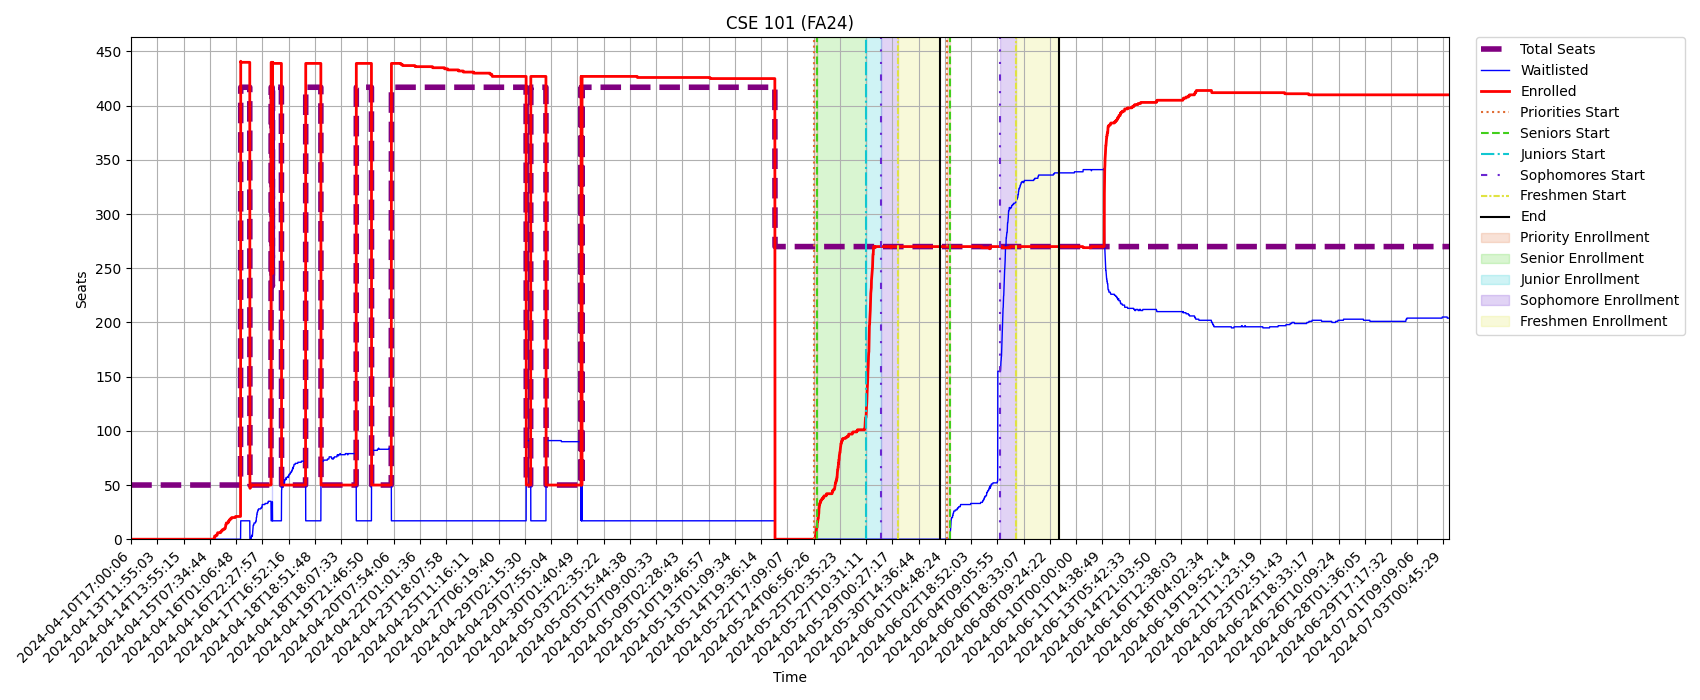 CSE 101 (FA24)
Seats
450
400
350
300
250
200
150
100
50
0
2024-04-10T17:00:06
2024-04-13T11:55:03
2024-04-14T13:55:15
2024-04-15T07:34:44
2024-04-16T01:06:48
2024-04-16T22:27:57
2024-04-17T16:52:16
2024-04-18T18:51:48
2024-04-18T18:07:33
2024-04-19T21:46:50
2024-04-20T07:54:06
2024-04-22T01:01:36
2024-04-23T18:07:58
2024-04-25T11:16:11
2024-04-27T06:19:40
2024-04-29T02:15:30
2024-04-29T07:55:04
2024-04-30T01:40:49
2024-05-03T22:35:22
2024-05-05T15:44:38
2024-05-07T09:00:33
2024-05-09T02:28:43
2024-05-10T19:46:57
2024-05-13T01:09:34
2024-05-14T19:36:14
2024-05-22T17:09:07
2024-05-24T06:56:26
2024-05-25T20:35:23
2024-05-27T10:31:11
2024-05-29T00:27:17
2024-05-30T14:36:44
2024-06-01T04:48:24
2024-06-02T18:52:03
2024-06-04T09:05:55
2024-06-06T18:33:07
2024-06-08T09:24:22
2024-06-10T00:00:00
2024-06-11T14:38:49
2024-06-13T05:42:33
2024-06-14T21:03:50
2024-06-16T12:38:03
2024-06-18T04:02:34
2024-06-19T19:52:14
2024-06-21T11:23:19
2024-06-23T02:51:43
2024-06-24T18:33:17
2024-06-26T10:09:24
2024-06-28T01:36:05
2024-06-29T17:17:32
2024-07-01T09:09:06
2024-07-03T00:45:29
Time
Total Seats
Waitlisted
Enrolled
Priorities Start
Seniors Start
Juniors Start
Sophomores Start
Freshmen Start
End
Priority Enrollment
Senior Enrollment
Junior Enrollment
Sophomore Enrollment
Freshmen Enrollment